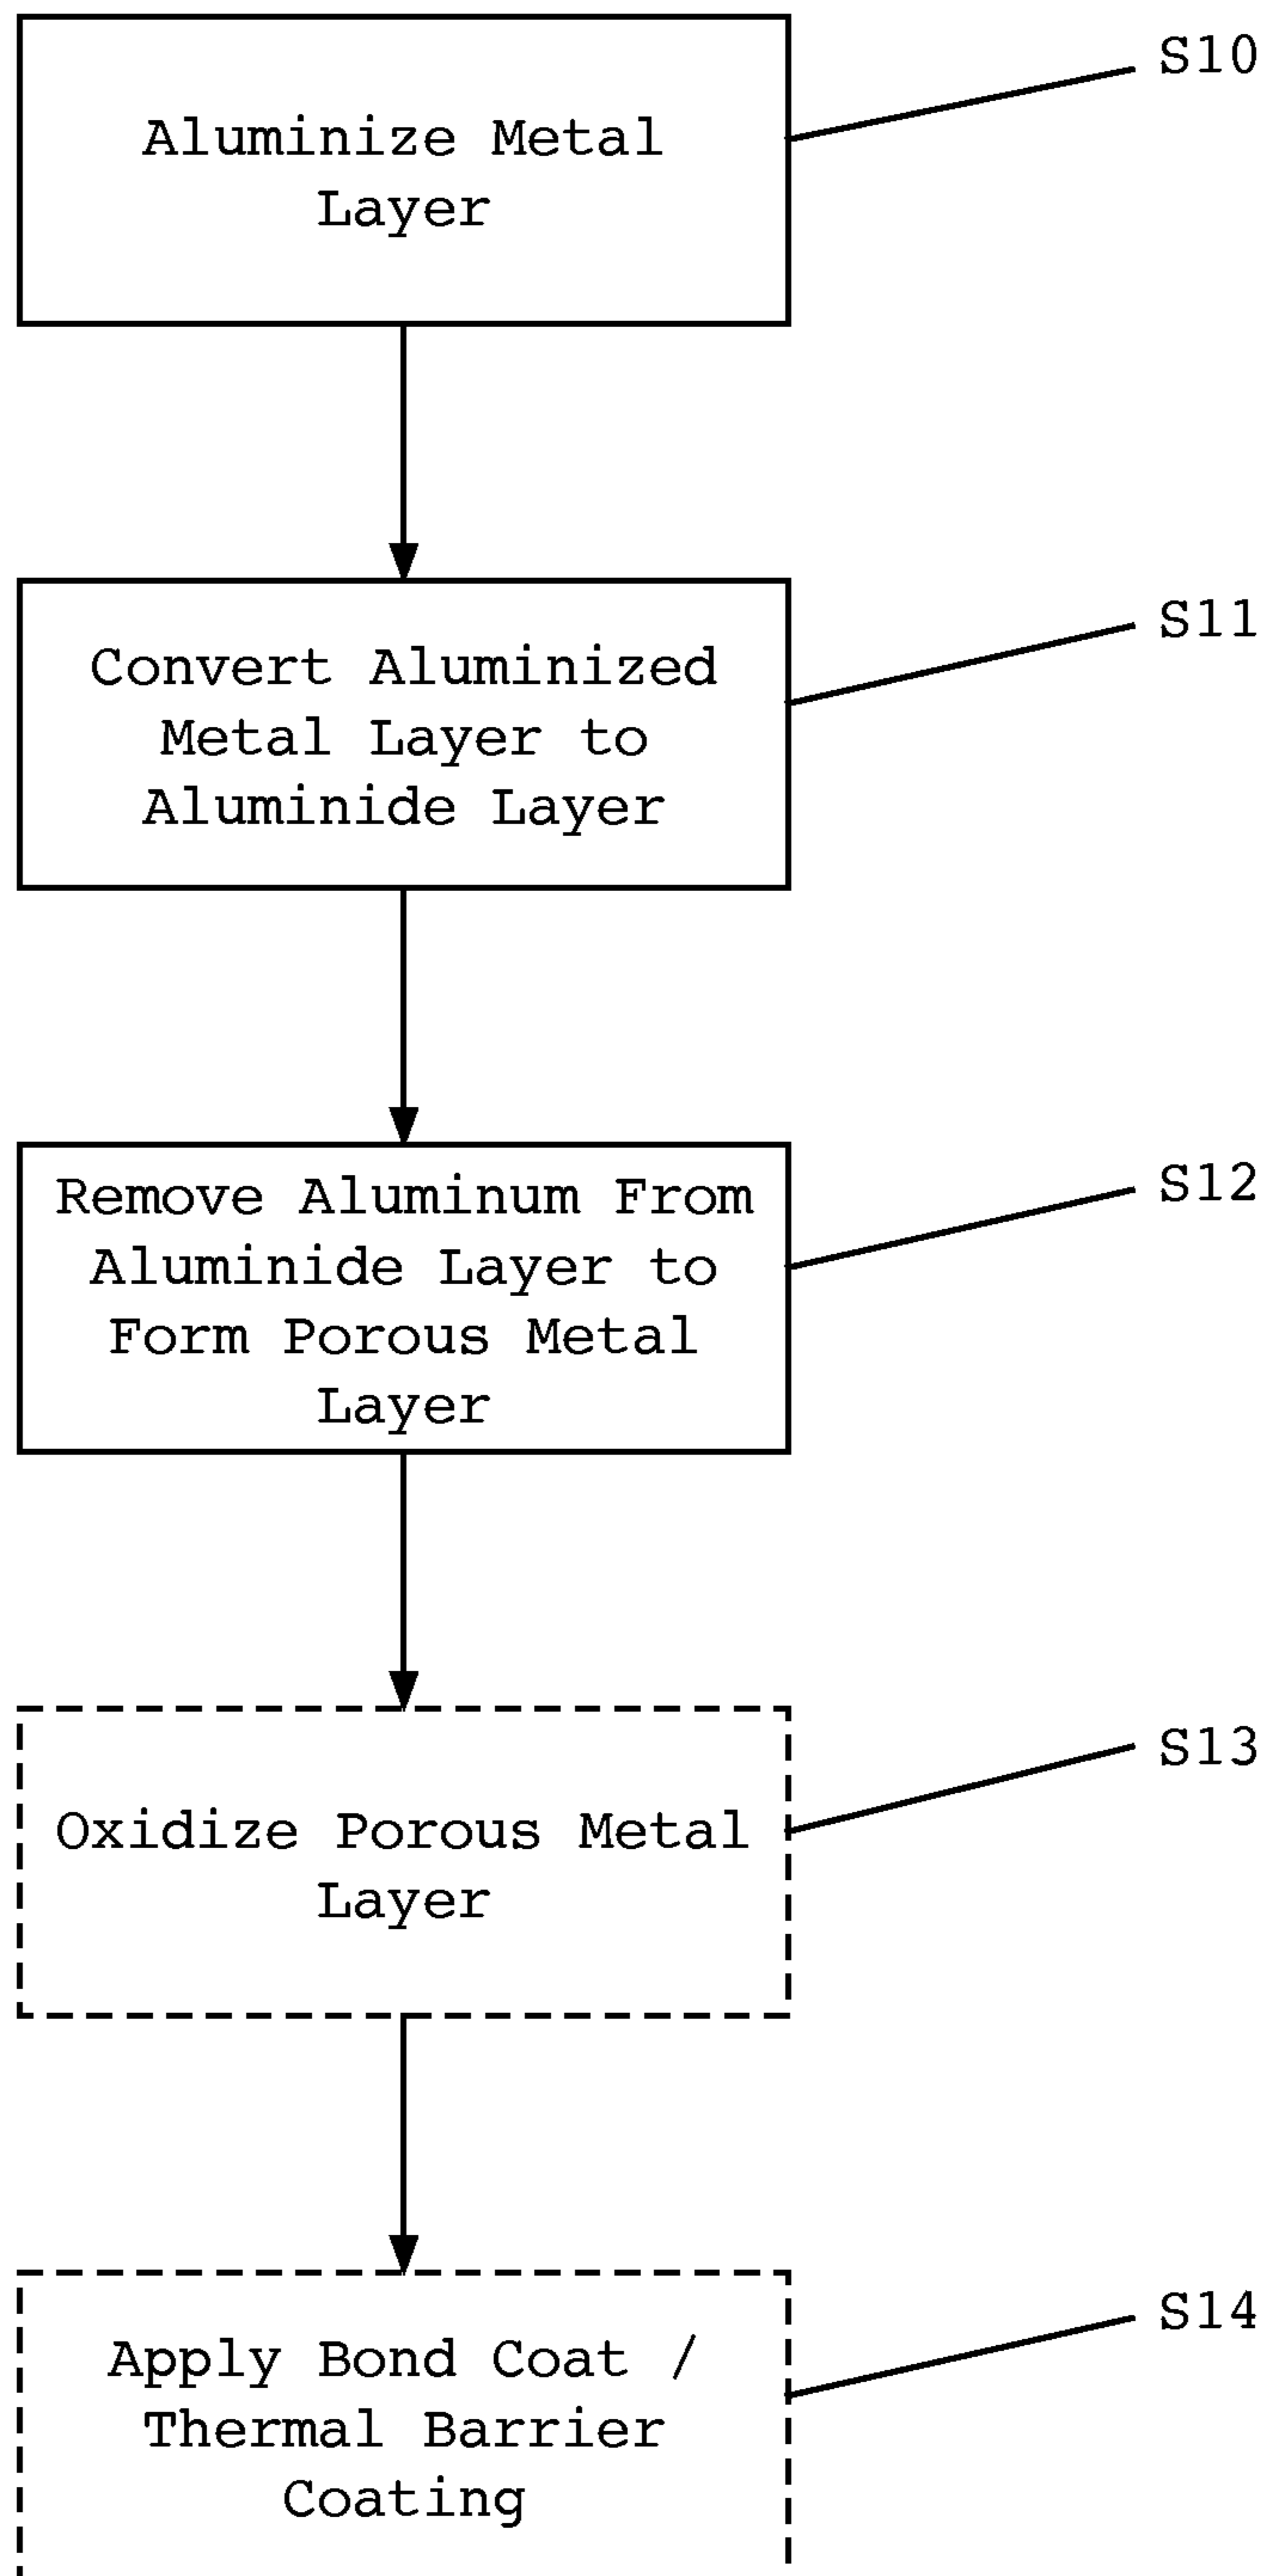 Aluminize Metal
Layer
S10
Convert Aluminized
Metal Layer to
Aluminide Layer
S11
Remove Aluminum From
Aluminide Layer to
Form Porous Metal
Layer
S12
Oxidize Porous Metal
Layer
S13
Apply Bond Coat /
Thermal Barrier
Coating
S14